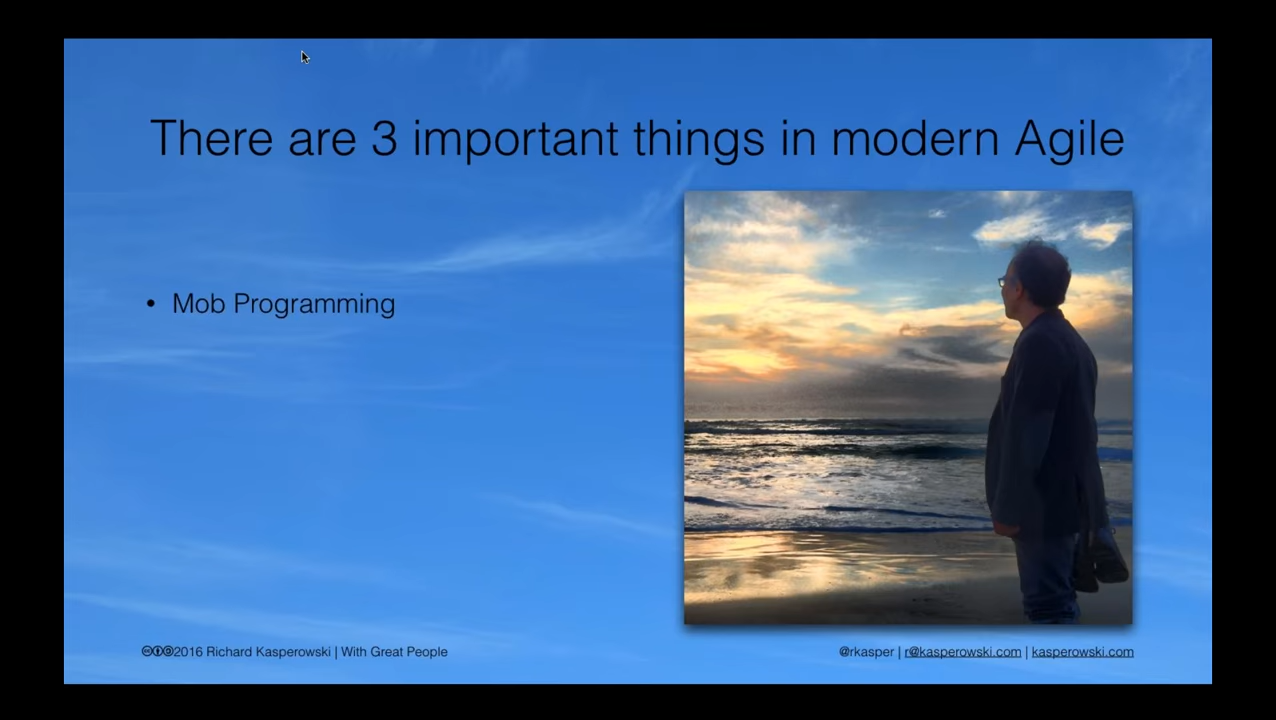 There are 3 important things in modern Agile
• Mob Programming
🅭🅯🄎2016 Richard Kasperowski | With Great People
@rkasper | r@kasperowski.com | kasperowski.com